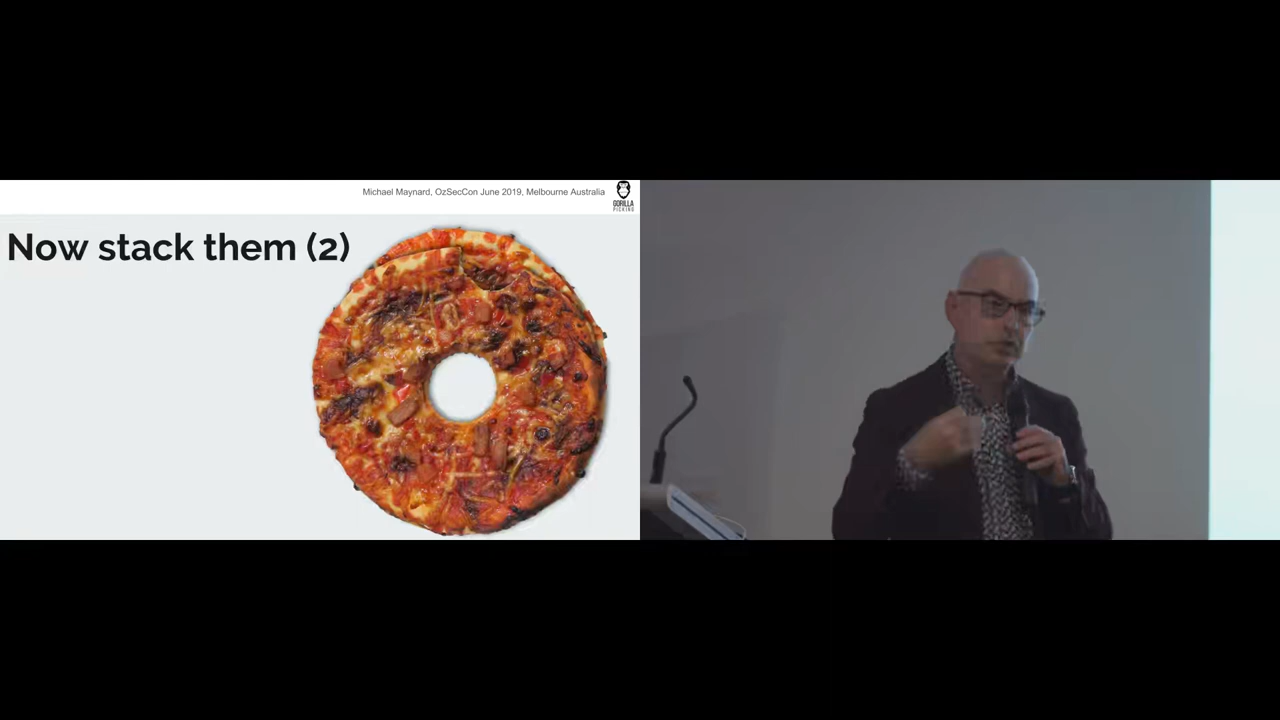 Michael Maynard, OzSecCon June 2019, Melbourne Australia
GORILLA
PICKING
Now stack them (2)